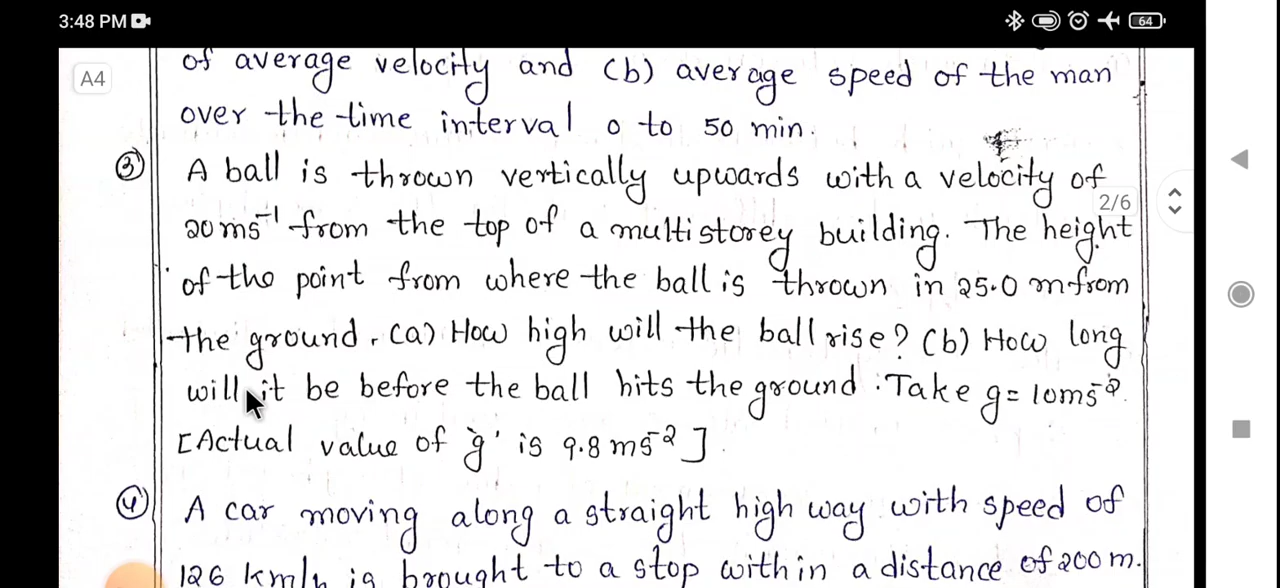 3:48 PM
64
A4
of average velocity and (b) average speed of the man
over the time interval 0 to 50 min.
③ A ball is thrown vertically upwards with a velocity of
2/6
20 ms⁻¹ from the top of a multistorey building. The height
of the point from where the ball is thrown in 25.0 m from
the ground. (a) How high will the ball rise? (b) How long
will it be before the ball hits the ground. Take g = 10 ms⁻².
[Actual value of 'g' is 9.8 ms⁻²]
④ A car moving along a straight high way with speed of
126 km/h is brought to a stop within a distance of 200 m.